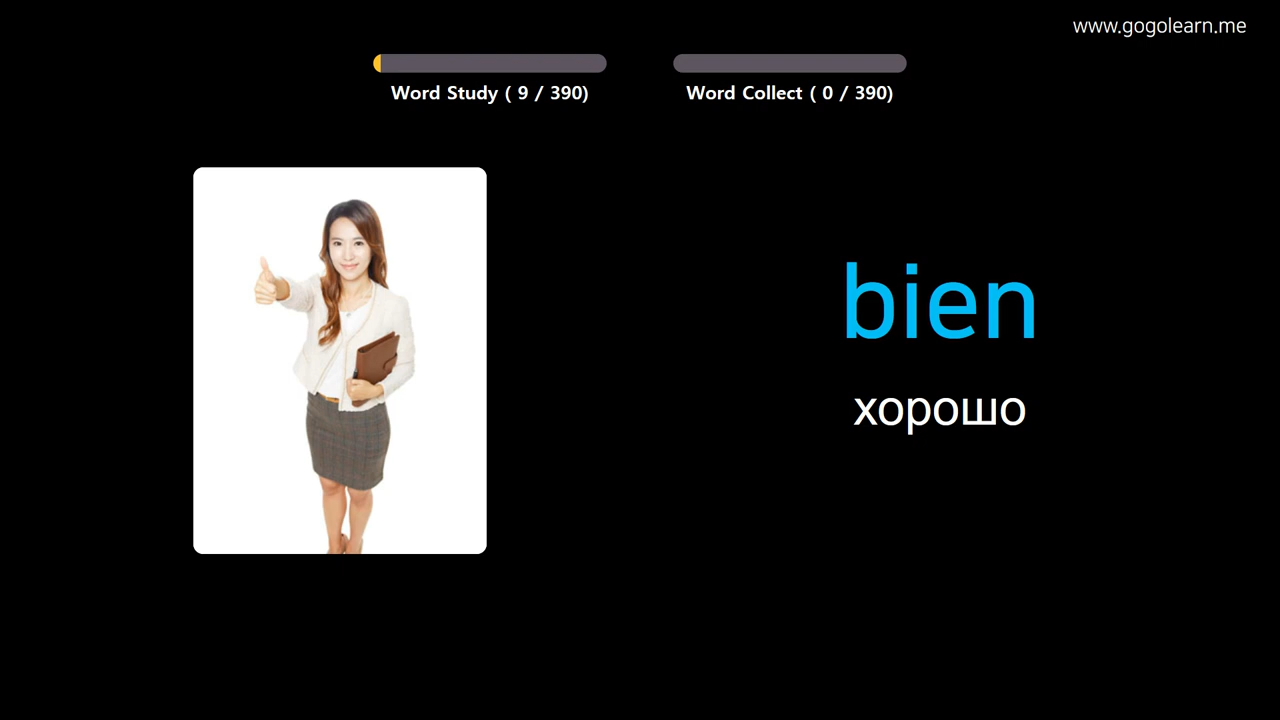 www.gogolearn.me
Word Study ( 9 / 390)
Word Collect ( 0 / 390)
bien
хорошо